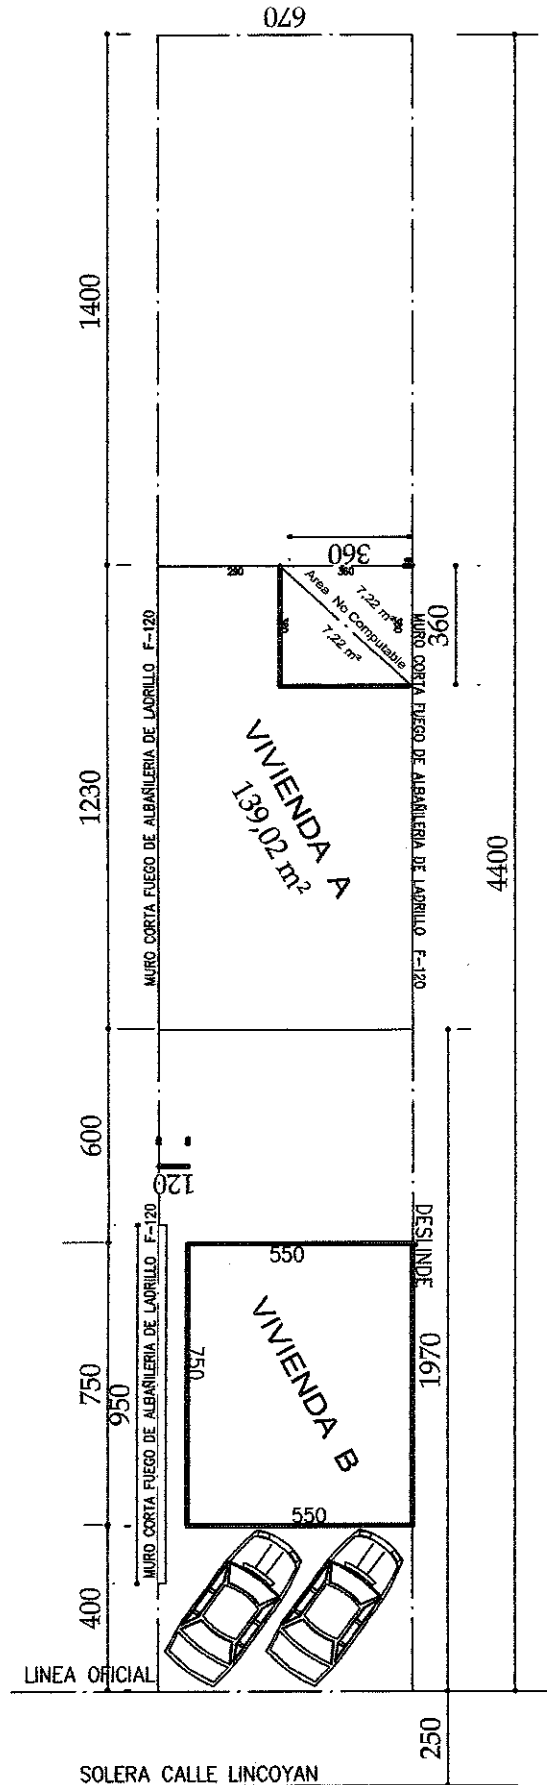 670
1400
360
280
360
7,22 m²
Area No Computable
7,22 m²
360
MURO CORTA FUEGO DE ALBAÑILERIA DE LADRILLO F-120
MURO CORTA FUEGO DE ALBAÑILERIA DE LADRILLO F-120
1230
VIVIENDA A
139,02 m²
4400
600
120
MURO CORTA FUEGO DE ALBAÑILERIA DE LADRILLO F-120
DESLINDE
550
750
950
750
VIVIENDA B
1970
550
400
LINEA OFICIAL
250
SOLERA CALLE LINCOYAN